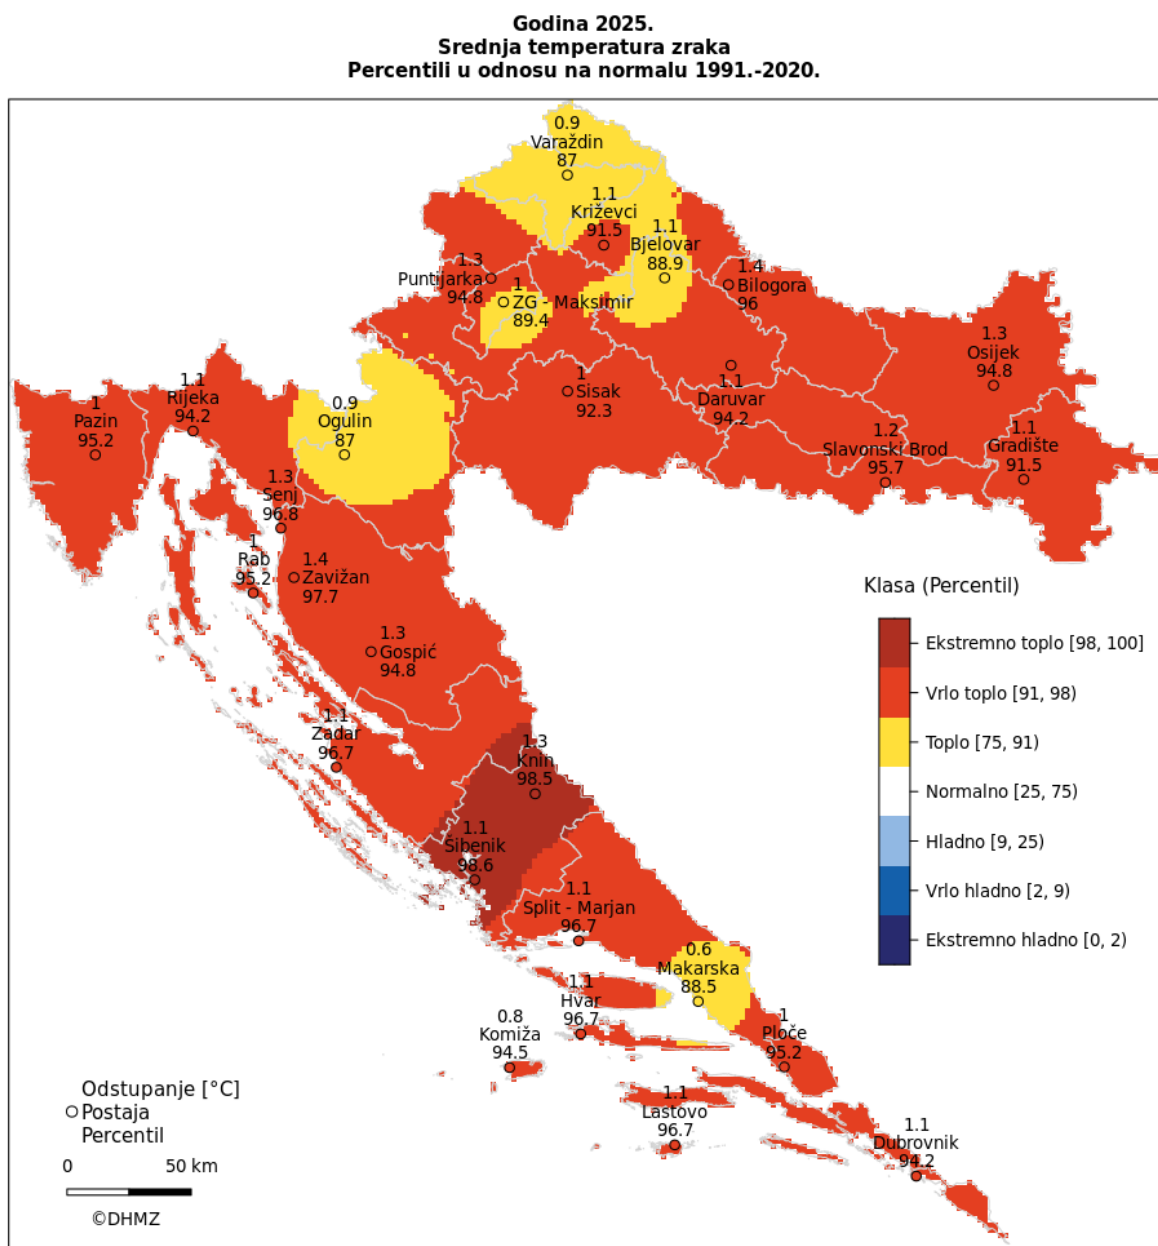 Godina 2025.
Srednja temperatura zraka
Percentili u odnosu na normalu 1991.-2020.
0.9
Varaždin
87
1.1
Križevci
91.5
1.1
Bjelovar
88.9
1.3
Puntijarka
94.8
1
ZG - Maksimir
89.4
1.4
Bilogora
96
1.3
Osijek
94.8
1.1
Rijeka
94.2
1
Pazin
95.2
0.9
Ogulin
87
1
Sisak
92.3
1.1
Daruvar
94.2
1.2
Slavonski Brod
95.7
1.1
Gradište
91.5
1.3
Senj
96.8
1
Rab
95.2
1.4
Zavižan
97.7
1.3
Gospić
94.8
1.1
Zadar
96.7
1.3
Knin
98.5
1.1
Šibenik
98.6
1.1
Split - Marjan
96.7
0.6
Makarska
88.5
1.1
Hvar
96.7
0.8
Komiža
94.5
1
Ploče
95.2
1.1
Lastovo
96.7
1.1
Dubrovnik
94.2
Klasa (Percentil)
Ekstremno toplo [98, 100]
Vrlo toplo [91, 98)
Toplo [75, 91)
Normalno [25, 75)
Hladno [9, 25)
Vrlo hladno [2, 9)
Ekstremno hladno [0, 2)
Odstupanje [°C]
Postaja
Percentil
0 50 km
©DHMZ